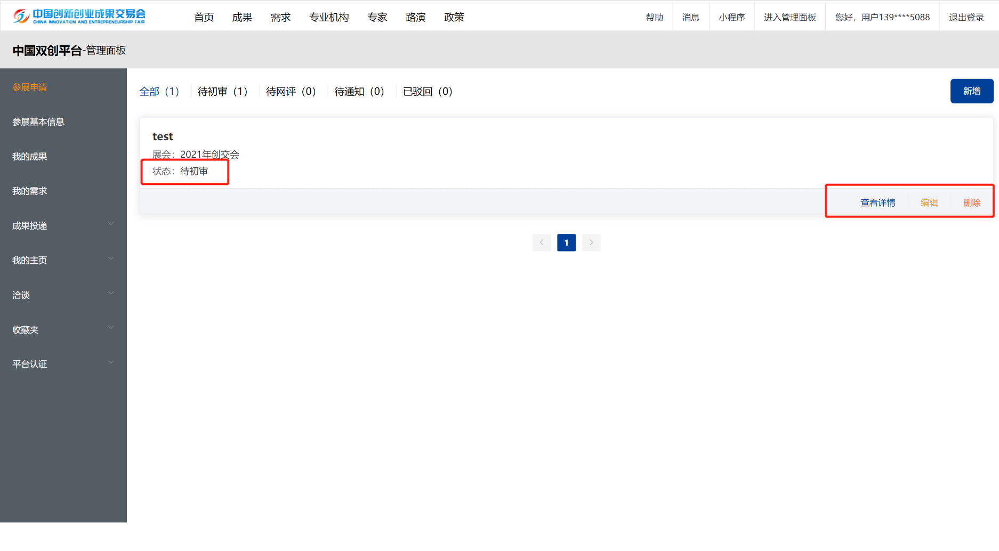 中国创新创业成果交易会
CHINA INNOVATION AND ENTREPRENEURSHIP FAIR
首页 成果 需求 专业机构 专家 路演 政策
帮助 消息 小程序 进入管理面板 您好，用户139****5088 退出登录
中国双创平台-管理面板
参展申请
参展基本信息
我的成果
我的需求
成果投递
我的主页
洽谈
收藏夹
平台认证
全部（1） 待初审（1） 待网评（0） 待通知（0） 已驳回（0）
新增
test
展会：2021年创交会
状态：待初审
查看详情 编辑 删除
1